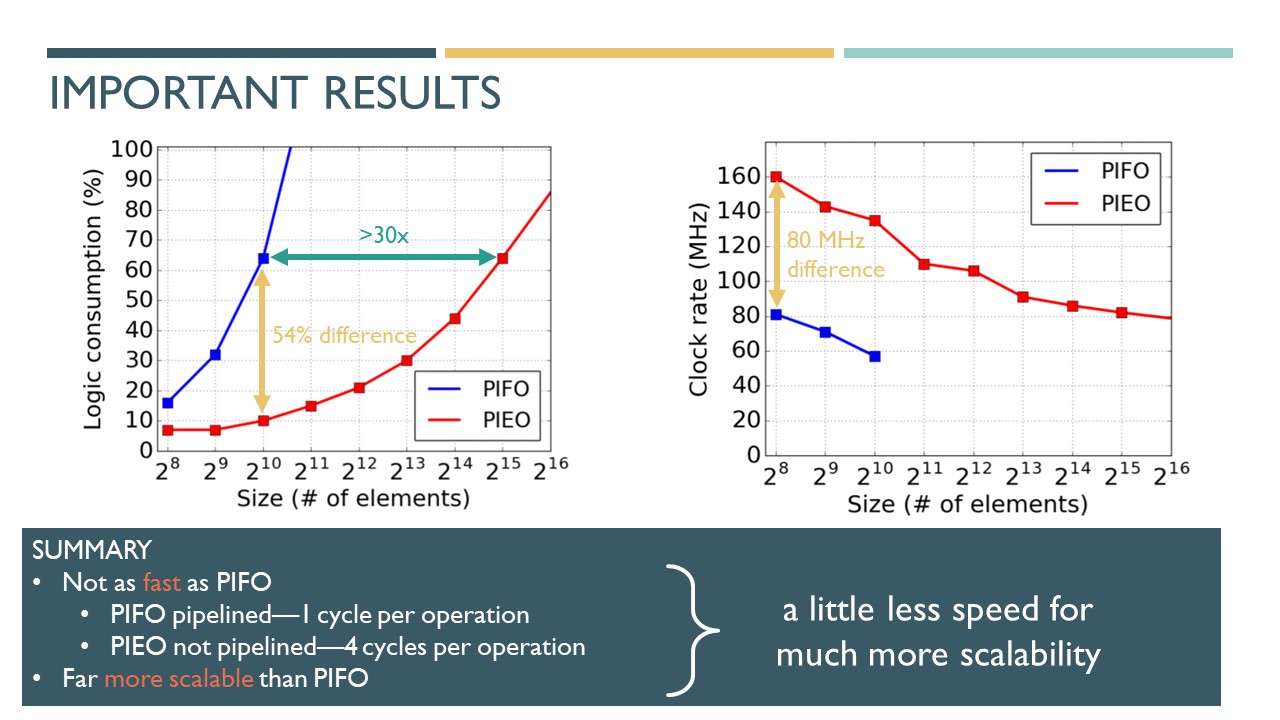 IMPORTANT RESULTS
100
90
80
70
60
50
40
30
20
10
0
Logic consumption (%)
>30x
54% difference
PIFO
PIEO
2^8 2^9 2^10 2^11 2^12 2^13 2^14 2^15 2^16
Size (# of elements)
160
140
120
100
80
60
40
20
0
Clock rate (MHz)
PIFO
PIEO
80 MHz
difference
2^8 2^9 2^10 2^11 2^12 2^13 2^14 2^15 2^16
Size (# of elements)
SUMMARY
• Not as fast as PIFO
• PIFO pipelined—1 cycle per operation
• PIEO not pipelined—4 cycles per operation
• Far more scalable than PIFO
a little less speed for
much more scalability